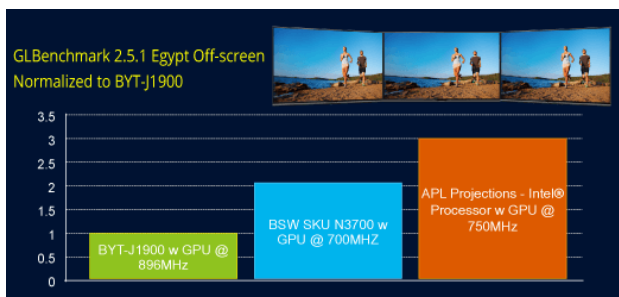 GLBenchmark 2.5.1 Egypt Off-screen
Normalized to BYT-J1900
3.5
3
2.5
2
1.5
1
0.5
0
BYT-J1900 w GPU @
896MHz
BSW SKU N3700 w
GPU @ 700MHZ
APL Projections - Intel®
Processor w GPU @
750MHz